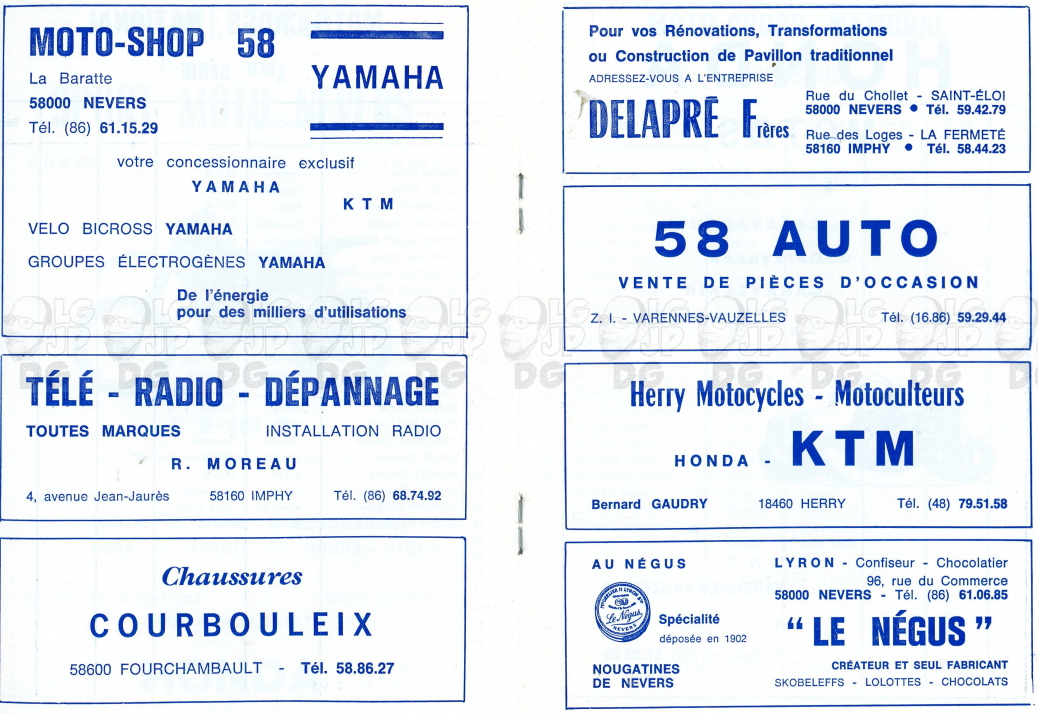 MOTO-SHOP 58
La Baratte
58000 NEVERS
Tél. (86) 61.15.29
YAMAHA
votre concessionnaire exclusif
YAMAHA
KTM
VELO BICROSS YAMAHA
GROUPES ÉLECTROGÈNES YAMAHA
De l'énergie
pour des milliers d'utilisations
TÉLÉ - RADIO - DÉPANNAGE
TOUTES MARQUES INSTALLATION RADIO
R. MOREAU
4, avenue Jean-Jaurès 58160 IMPHY Tél. (86) 68.74.92
Chaussures
COURBOULEIX
58600 FOURCHAMBAULT - Tél. 58.86.27
Pour vos Rénovations, Transformations
ou Construction de Pavillon traditionnel
ADRESSEZ-VOUS A L'ENTREPRISE
DELAPRÉ Frères
Rue du Chollet - SAINT-ÉLOI
58000 NEVERS • Tél. 59.42.79
Rue des Loges - LA FERMETÉ
58160 IMPHY • Tél. 58.44.23
58 AUTO
VENTE DE PIÈCES D'OCCASION
Z. I. - VARENNES-VAUZELLES Tél. (16.86) 59.29.44
Herry Motocycles - Motoculteurs
HONDA - KTM
Bernard GAUDRY 18460 HERRY Tél. (48) 79.51.58
AU NÉGUS
Le Négus
NEVERS
Spécialité
déposée en 1902
NOUGATINES
DE NEVERS
LYRON - Confiseur - Chocolatier
96, rue du Commerce
58000 NEVERS - Tél. (86) 61.06.85
“ LE NÉGUS ”
CRÉATEUR ET SEUL FABRICANT
SKOBELEFFS - LOLOTTES - CHOCOLATS
LG
JP
DG